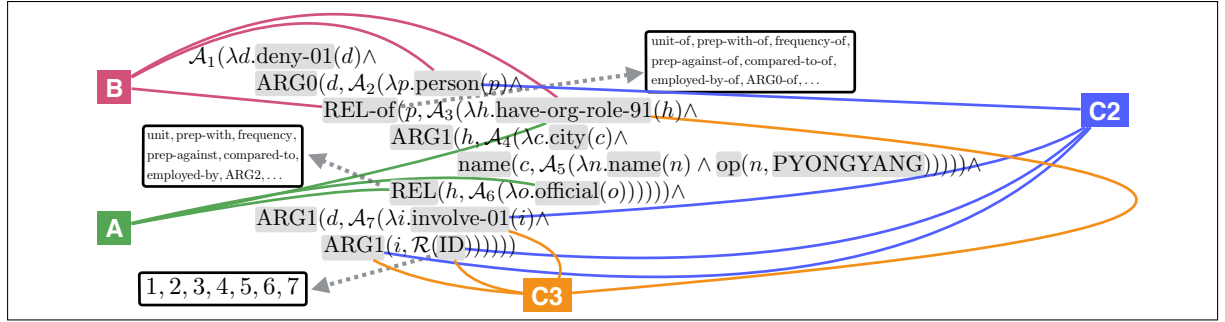 unit-of, prep-with-of, frequency-of,
prep-against-of, compared-to-of,
employed-by-of, ARG0-of, . . .
B
𝒜₁(λd.deny-01(d)∧
ARG0(d, 𝒜₂(λp.person(p)∧
REL-of(p, 𝒜₃(λh.have-org-role-91(h)∧
C2
unit, prep-with, frequency,
prep-against, compared-to,
employed-by, ARG2, . . .
ARG1(h, 𝒜₄(λc.city(c)∧
name(c, 𝒜₅(λn.name(n) ∧ op(n, PYONGYANG)))))∧
REL(h, 𝒜₆(λo.official(o))))))∧
A
ARG1(d, 𝒜₇(λi.involve-01(i)∧
ARG1(i, ℛ(ID))))))
1, 2, 3, 4, 5, 6, 7
C3